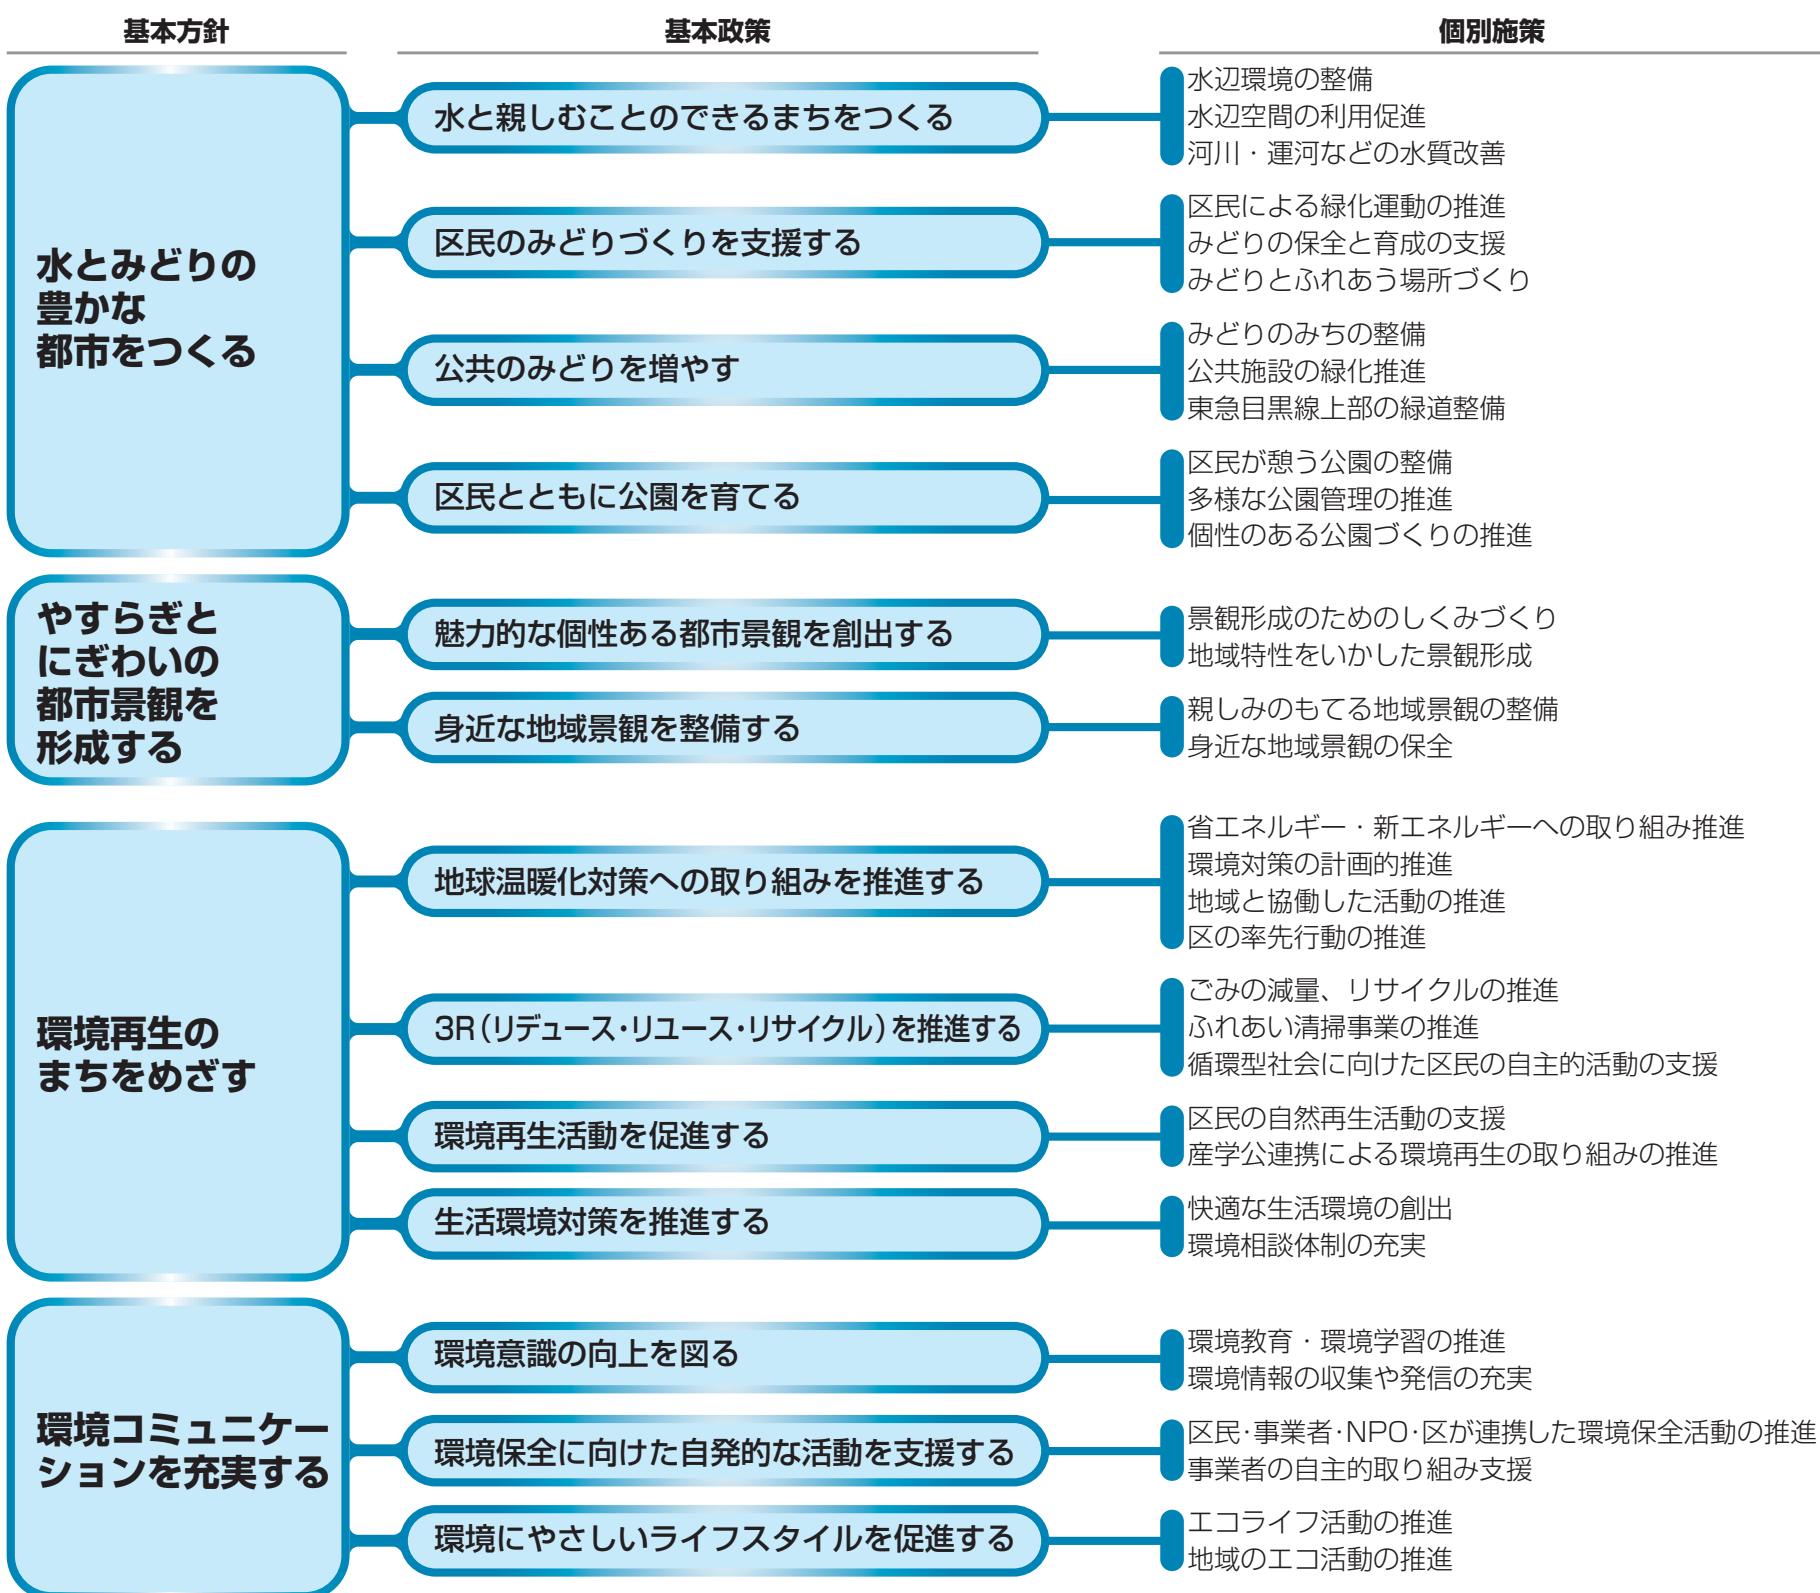 基本方針
基本政策
個別施策
水とみどりの
豊かな
都市をつくる
水と親しむことのできるまちをつくる
水辺環境の整備
水辺空間の利用促進
河川・運河などの水質改善
区民のみどりづくりを支援する
区民による緑化運動の推進
みどりの保全と育成の支援
みどりとふれあう場所づくり
公共のみどりを増やす
みどりのみちの整備
公共施設の緑化推進
東急目黒線上部の緑道整備
区民とともに公園を育てる
区民が憩う公園の整備
多様な公園管理の推進
個性のある公園づくりの推進
やすらぎと
にぎわいの
都市景観を
形成する
魅力的な個性ある都市景観を創出する
景観形成のためのしくみづくり
地域特性をいかした景観形成
身近な地域景観を整備する
親しみのもてる地域景観の整備
身近な地域景観の保全
環境再生の
まちをめざす
地球温暖化対策への取り組みを推進する
省エネルギー・新エネルギーへの取り組み推進
環境対策の計画的推進
地域と協働した活動の推進
区の率先行動の推進
3R(リデュース・リユース・リサイクル)を推進する
ごみの減量、リサイクルの推進
ふれあい清掃事業の推進
循環型社会に向けた区民の自主的活動の支援
環境再生活動を促進する
区民の自然再生活動の支援
産学公連携による環境再生の取り組みの推進
生活環境対策を推進する
快適な生活環境の創出
環境相談体制の充実
環境コミュニケー
ションを充実する
環境意識の向上を図る
環境教育・環境学習の推進
環境情報の収集や発信の充実
環境保全に向けた自発的な活動を支援する
区民・事業者・NPO・区が連携した環境保全活動の推進
事業者の自主的取り組み支援
環境にやさしいライフスタイルを促進する
エコライフ活動の推進
地域のエコ活動の推進